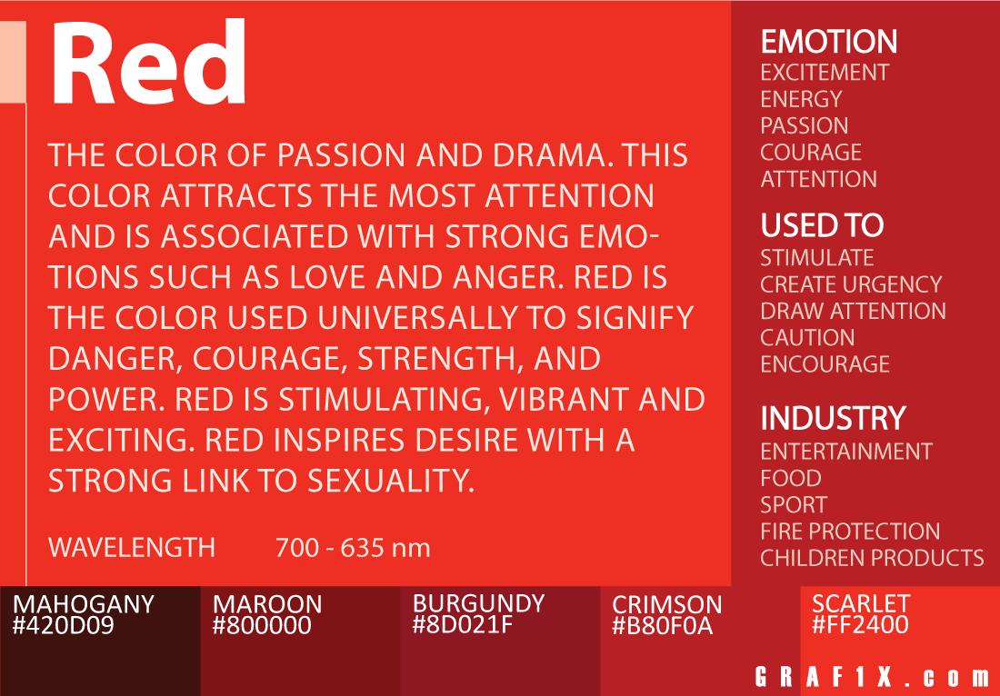 Red
THE COLOR OF PASSION AND DRAMA. THIS
COLOR ATTRACTS THE MOST ATTENTION
AND IS ASSOCIATED WITH STRONG EMO-
TIONS SUCH AS LOVE AND ANGER. RED IS
THE COLOR USED UNIVERSALLY TO SIGNIFY
DANGER, COURAGE, STRENGTH, AND
POWER. RED IS STIMULATING, VIBRANT AND
EXCITING. RED INSPIRES DESIRE WITH A
STRONG LINK TO SEXUALITY.
WAVELENGTH 700 - 635 nm
EMOTION
EXCITEMENT
ENERGY
PASSION
COURAGE
ATTENTION
USED TO
STIMULATE
CREATE URGENCY
DRAW ATTENTION
CAUTION
ENCOURAGE
INDUSTRY
ENTERTAINMENT
FOOD
SPORT
FIRE PROTECTION
CHILDREN PRODUCTS
MAHOGANY
#420D09
MAROON
#800000
BURGUNDY
#8D021F
CRIMSON
#B80F0A
SCARLET
#FF2400
GRAF1X.com